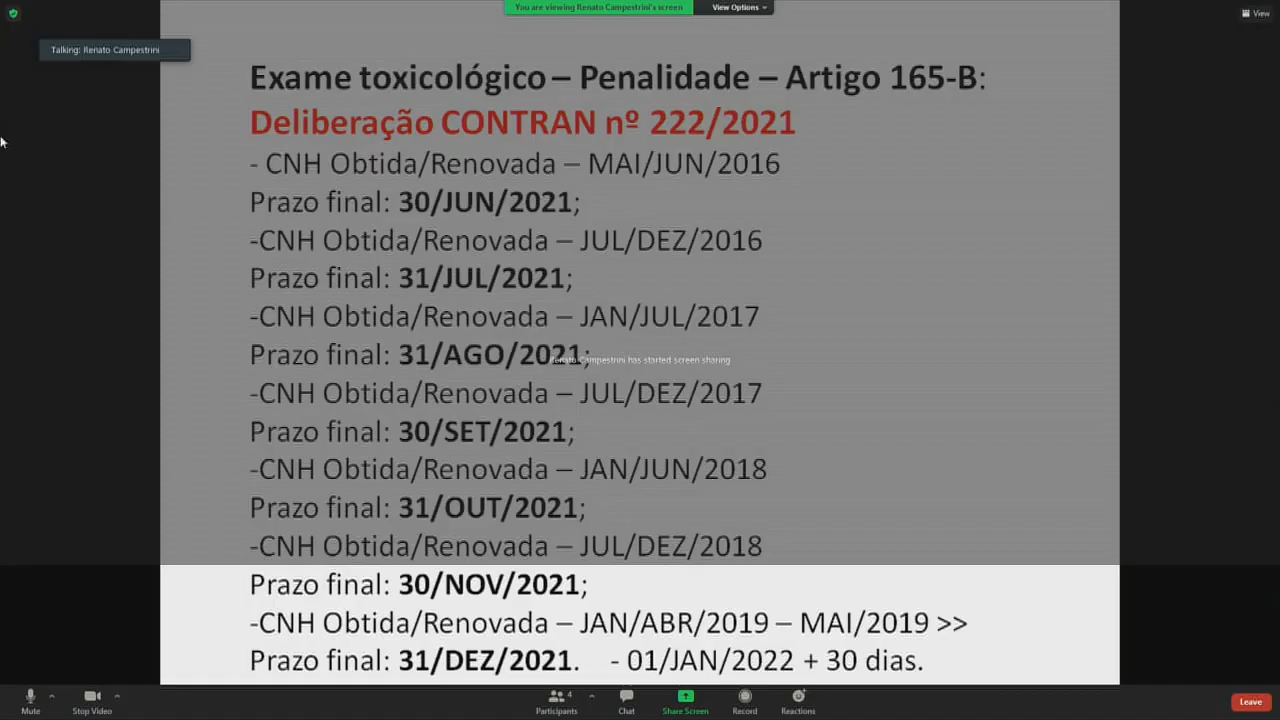 You are viewing Renato Campestrini's screen
View Options
View
Talking: Renato Campestrini
Exame toxicológico – Penalidade – Artigo 165-B:
Deliberação CONTRAN nº 222/2021
- CNH Obtida/Renovada – MAI/JUN/2016
Prazo final: 30/JUN/2021;
-CNH Obtida/Renovada – JUL/DEZ/2016
Prazo final: 31/JUL/2021;
-CNH Obtida/Renovada – JAN/JUL/2017
Prazo final: 31/AGO/2021;
Renato Campestrini has started screen sharing
-CNH Obtida/Renovada – JUL/DEZ/2017
Prazo final: 30/SET/2021;
-CNH Obtida/Renovada – JAN/JUN/2018
Prazo final: 31/OUT/2021;
-CNH Obtida/Renovada – JUL/DEZ/2018
Prazo final: 30/NOV/2021;
-CNH Obtida/Renovada – JAN/ABR/2019 – MAI/2019 >>
Prazo final: 31/DEZ/2021. - 01/JAN/2022 + 30 dias.
Mute
Stop Video
4
Participants
Chat
Share Screen
Record
Reactions
Leave